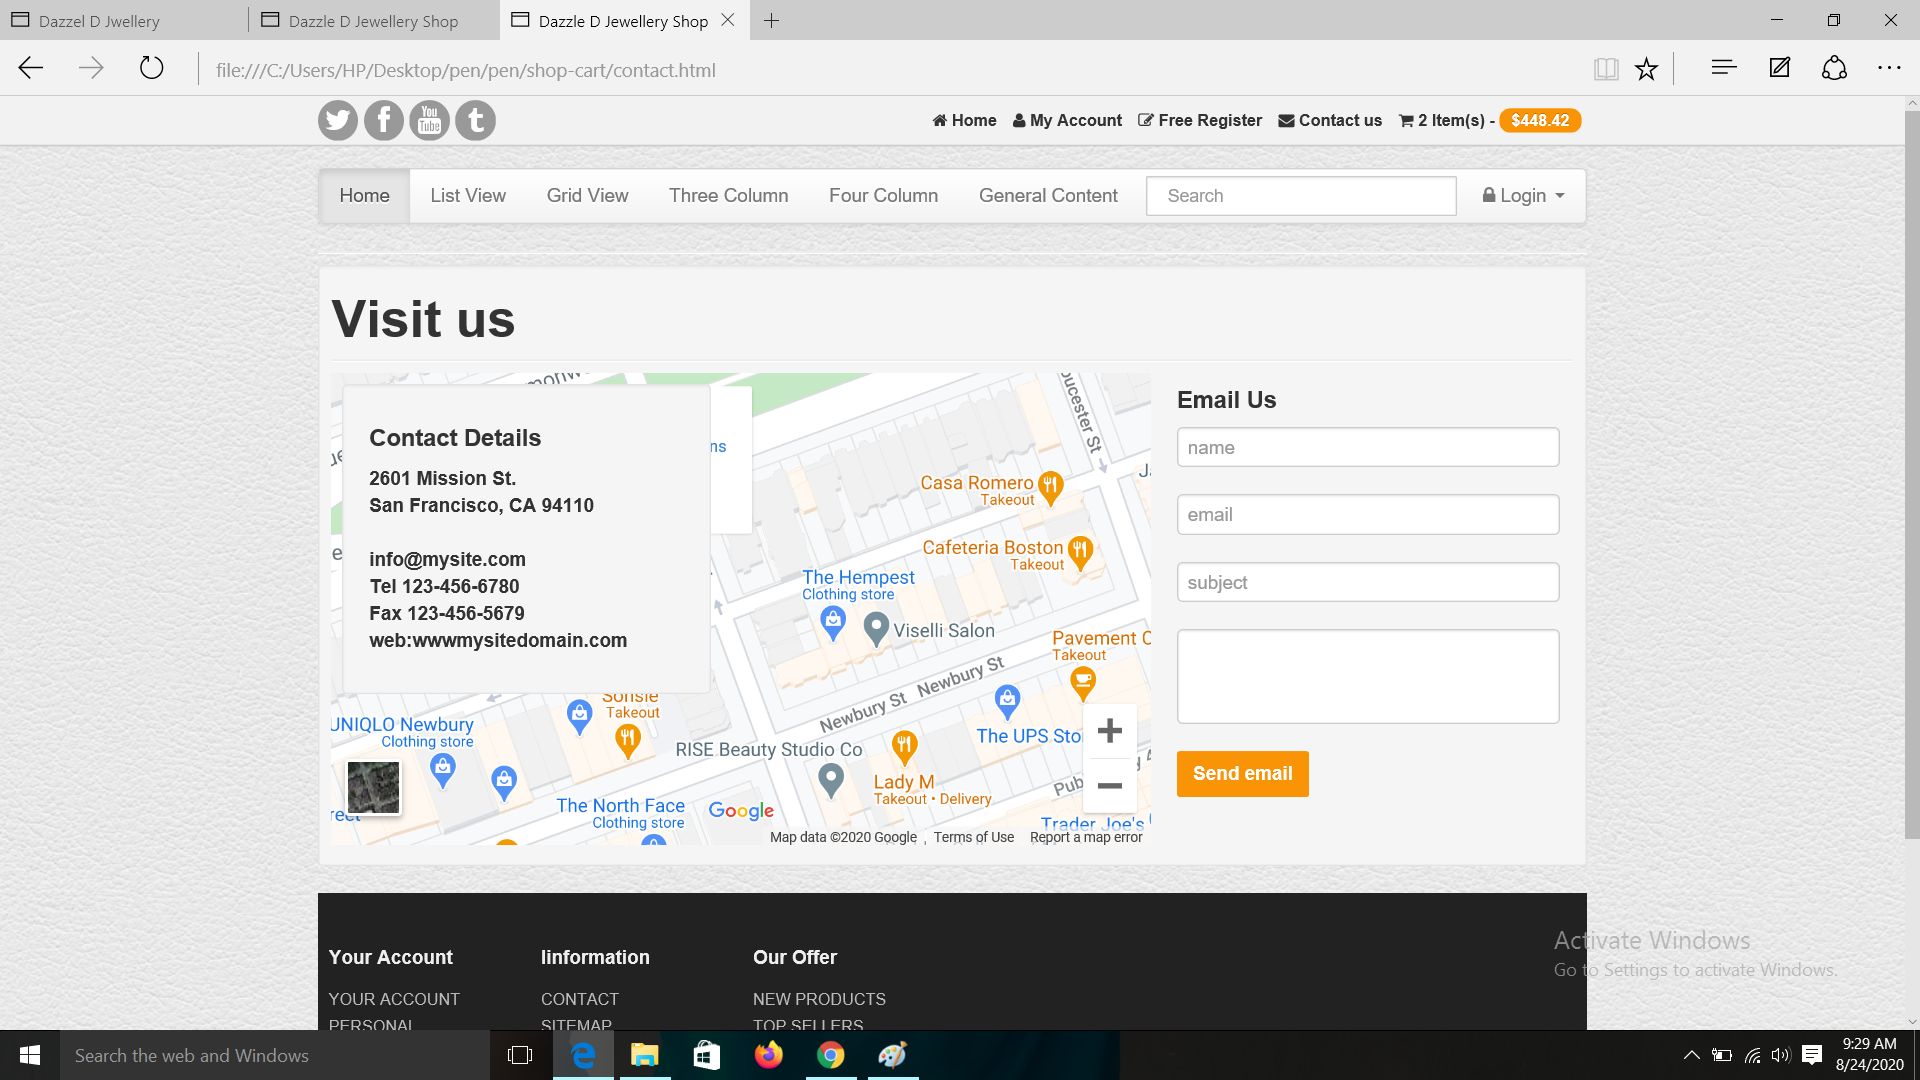 Dazzel D Jwellery
Dazzle D Jewellery Shop
Dazzle D Jewellery Shop
file:///C:/Users/HP/Desktop/pen/pen/shop-cart/contact.html
You Tube
Home
My Account
Free Register
Contact us
2 Item(s) - $448.42
Home
List View
Grid View
Three Column
Four Column
General Content
Search
Login
Visit us
Contact Details
2601 Mission St.
San Francisco, CA 94110
info@mysite.com
Tel 123-456-6780
Fax 123-456-5679
web:wwwmysitedomain.com
ns
Casa Romero
Takeout
Cafeteria Boston
Takeout
The Hempest
Clothing store
Viselli Salon
Pavement C
Takeout
Newbury St
Newbury St
Sonsie
Takeout
UNIQLO Newbury
Clothing store
RISE Beauty Studio Co
The UPS Sto
Lady M
Takeout • Delivery
The North Face
Clothing store
Trader Joe's
Google
Map data ©2020 Google
Terms of Use
Report a map error
Email Us
name
email
subject
Send email
Your Account
YOUR ACCOUNT
PERSONAL
Iinformation
CONTACT
SITEMAP
Our Offer
NEW PRODUCTS
TOP SELLERS
Activate Windows
Go to Settings to activate Windows.
Search the web and Windows
9:29 AM
8/24/2020